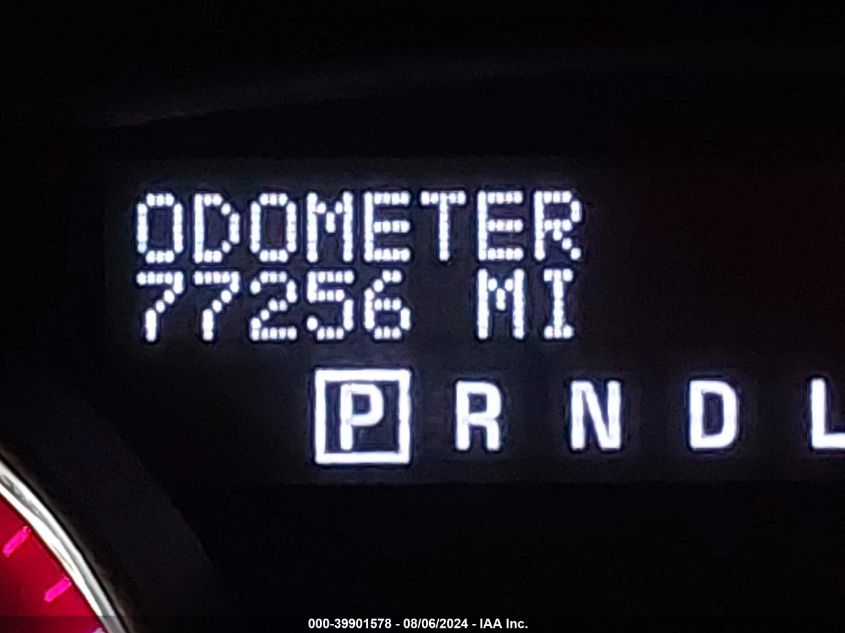 ODOMETER
77256 MI
P R N D L
000-39901578 - 08/06/2024 - IAA Inc.